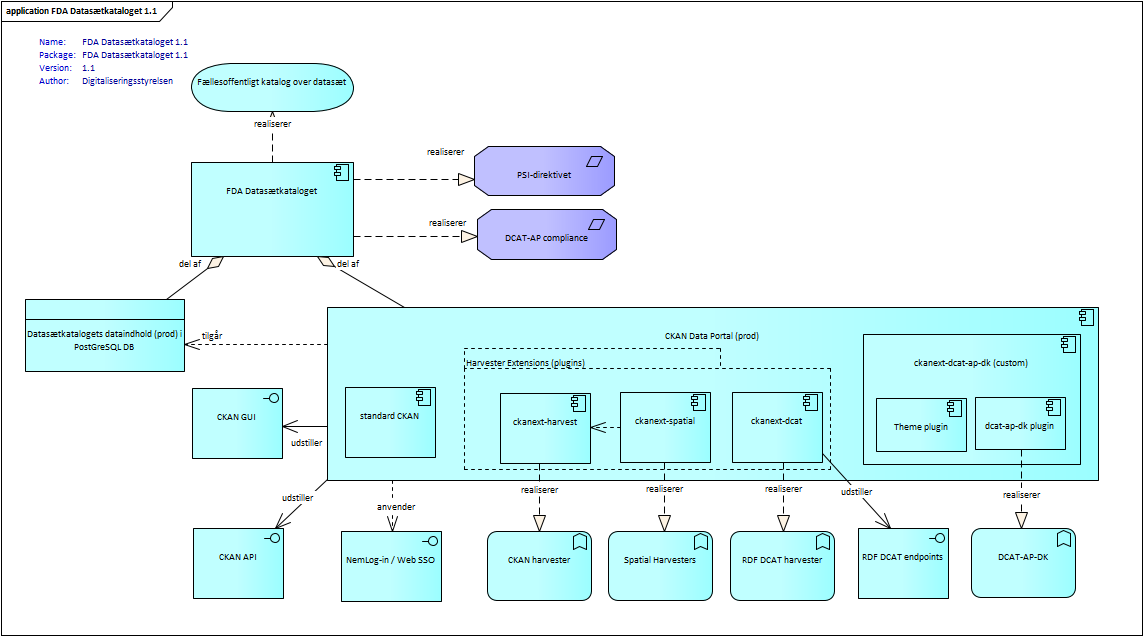 application FDA Datasætkataloget 1.1
Name: FDA Datasætkataloget 1.1
Package: FDA Datasætkataloget 1.1
Version: 1.1
Author: Digitaliseringsstyrelsen
Fællesoffentligt katalog over datasæt
realiserer
realiserer
PSI-direktivet
FDA Datasætkataloget
realiserer
DCAT-AP compliance
del af
del af
Datasætkatalogets dataindhold (prod) i
PostGreSQL DB
tilgår
CKAN Data Portal (prod)
Harvester Extensions (plugins)
ckanext-dcat-ap-dk (custom)
CKAN GUI
standard CKAN
ckanext-harvest
ckanext-spatial
ckanext-dcat
Theme plugin
dcat-ap-dk plugin
udstiller
udstiller
anvender
realiserer
realiserer
realiserer
udstiller
realiserer
CKAN API
NemLog-in / Web SSO
CKAN harvester
Spatial Harvesters
RDF DCAT harvester
RDF DCAT endpoints
DCAT-AP-DK